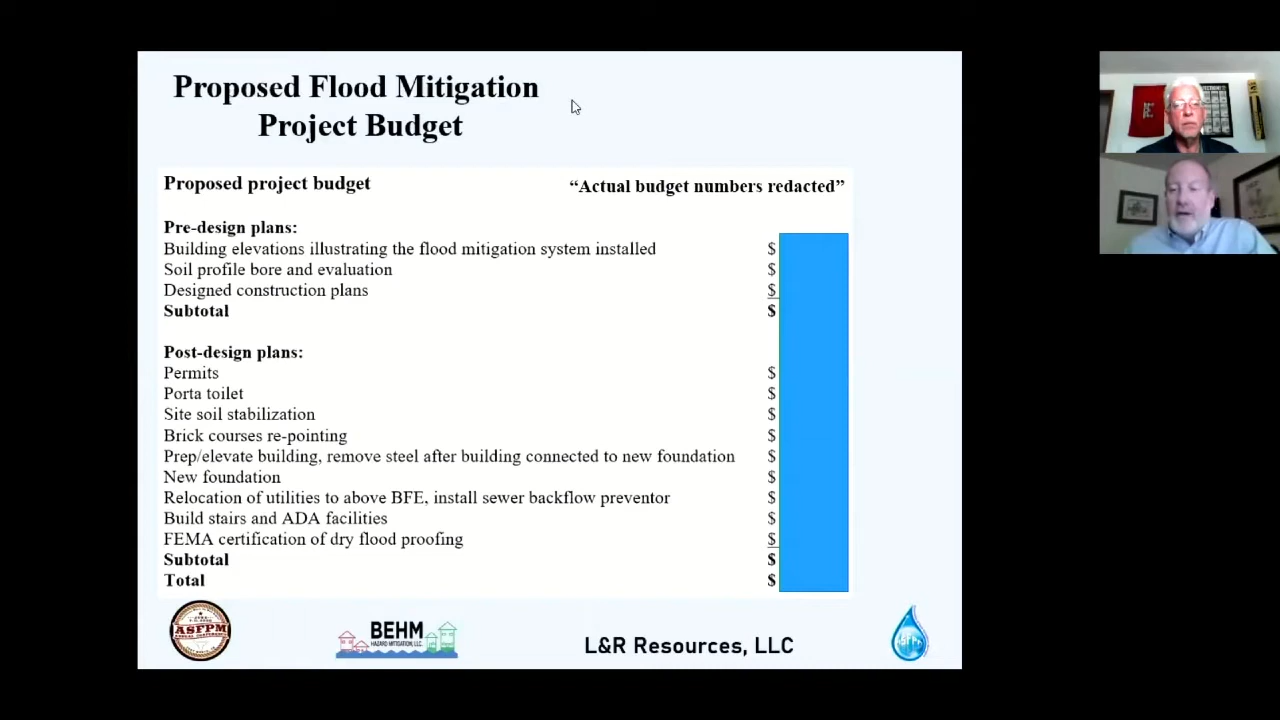 Proposed Flood Mitigation
Project Budget
Proposed project budget “Actual budget numbers redacted”
Pre-design plans:
Building elevations illustrating the flood mitigation system installed $
Soil profile bore and evaluation $
Designed construction plans $
Subtotal $
Post-design plans:
Permits $
Porta toilet $
Site soil stabilization $
Brick courses re-pointing $
Prep/elevate building, remove steel after building connected to new foundation $
New foundation $
Relocation of utilities to above BFE, install sewer backflow preventor $
Build stairs and ADA facilities $
FEMA certification of dry flood proofing $
Subtotal $
Total $
ASFPM
BEHM
HAZARD MITIGATION, LLC.
L&R Resources, LLC